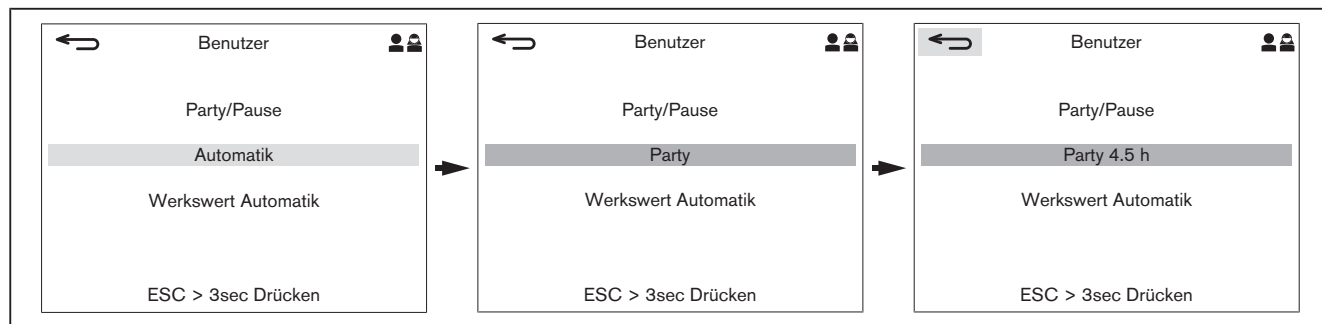 Benutzer
Party/Pause
Automatik
Werkswert Automatik
ESC > 3sec Drücken
Benutzer
Party/Pause
Party
Werkswert Automatik
ESC > 3sec Drücken
Benutzer
Party/Pause
Party 4.5 h
Werkswert Automatik
ESC > 3sec Drücken